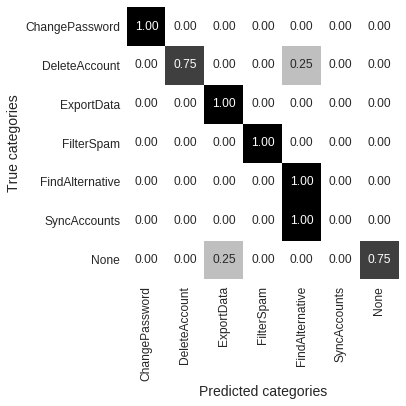 True categories
ChangePassword 1.00 0.00 0.00 0.00 0.00 0.00 0.00
DeleteAccount 0.00 0.75 0.00 0.00 0.25 0.00 0.00
ExportData 0.00 0.00 1.00 0.00 0.00 0.00 0.00
FilterSpam 0.00 0.00 0.00 1.00 0.00 0.00 0.00
FindAlternative 0.00 0.00 0.00 0.00 1.00 0.00 0.00
SyncAccounts 0.00 0.00 0.00 0.00 1.00 0.00 0.00
None 0.00 0.00 0.25 0.00 0.00 0.00 0.75
ChangePassword DeleteAccount ExportData FilterSpam FindAlternative SyncAccounts None
Predicted categories